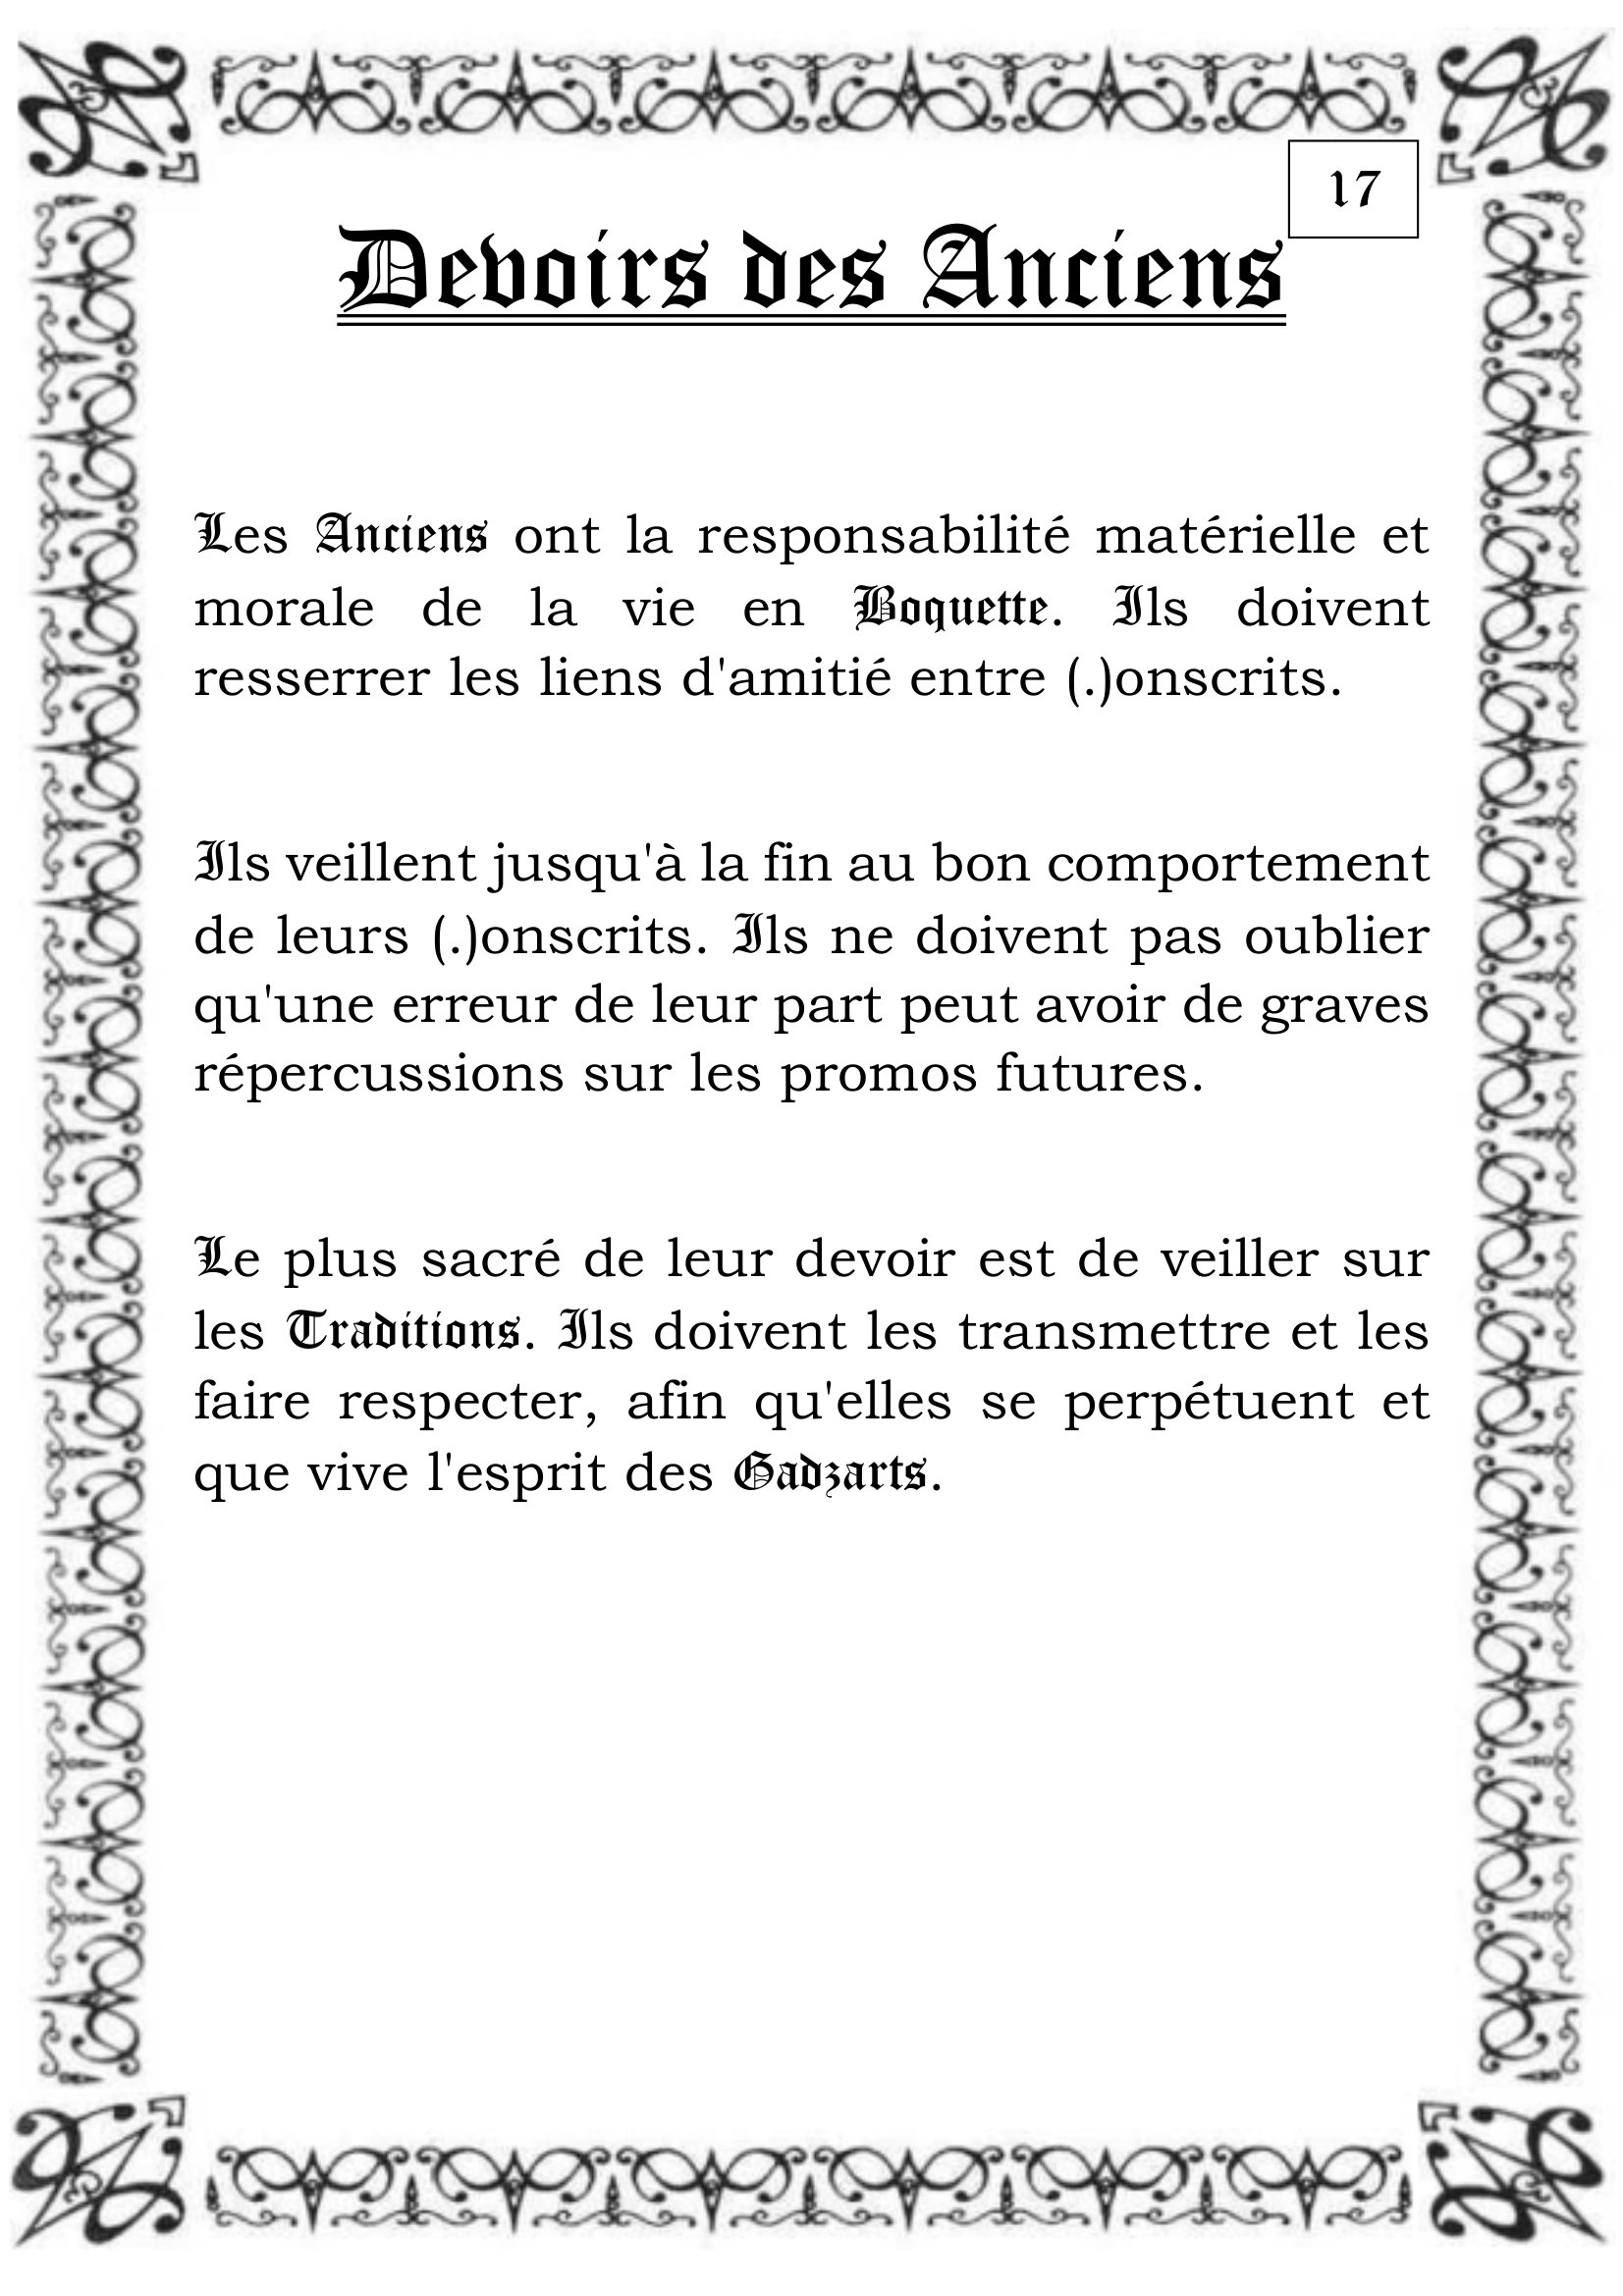 17
Devoirs des Anciens
Les Anciens ont la responsabilité matérielle et
morale de la vie en Boquette. Ils doivent
resserrer les liens d'amitié entre (.)onscrits.
Ils veillent jusqu'à la fin au bon comportement
de leurs (.)onscrits. Ils ne doivent pas oublier
qu'une erreur de leur part peut avoir de graves
répercussions sur les promos futures.
Le plus sacré de leur devoir est de veiller sur
les Traditions. Ils doivent les transmettre et les
faire respecter, afin qu'elles se perpétuent et
que vive l'esprit des Gadzarts.